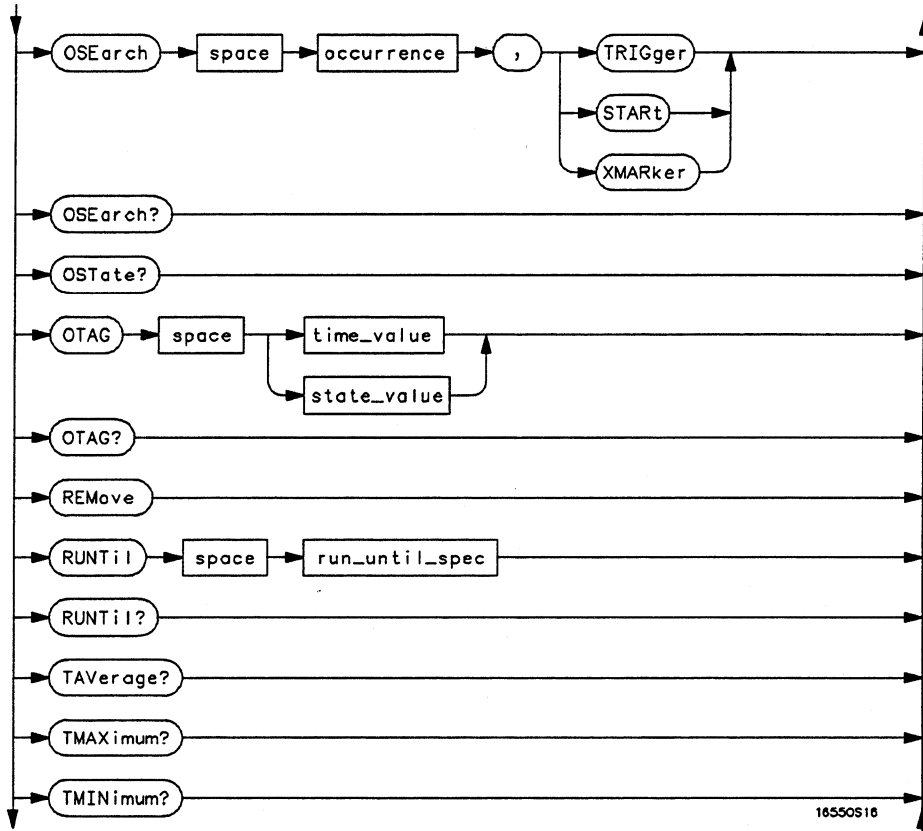 OSEarch space occurrence , TRIGger
STARt
XMARker
OSEarch?
OSTate?
OTAG space time_value
state_value
OTAG?
REMove
RUNTil space run_until_spec
RUNTil?
TAVerage?
TMAXimum?
TMINimum?
16550S16